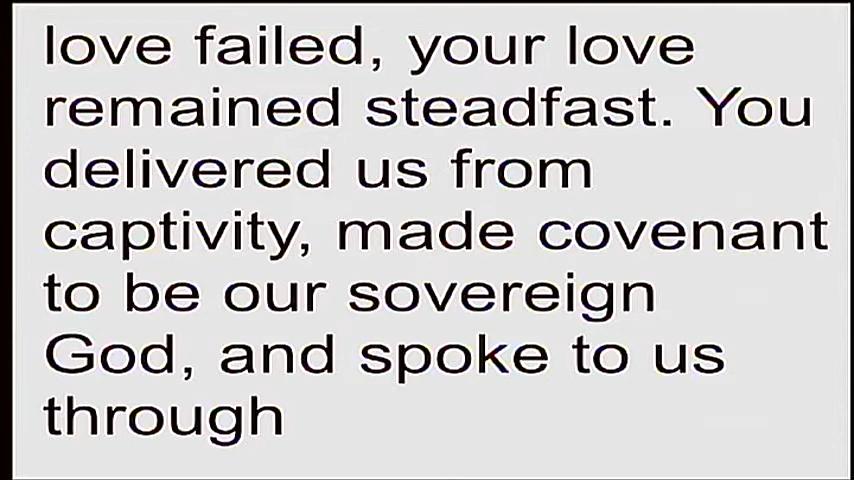 love failed, your love
remained steadfast. You
delivered us from
captivity, made covenant
to be our sovereign
God, and spoke to us
through